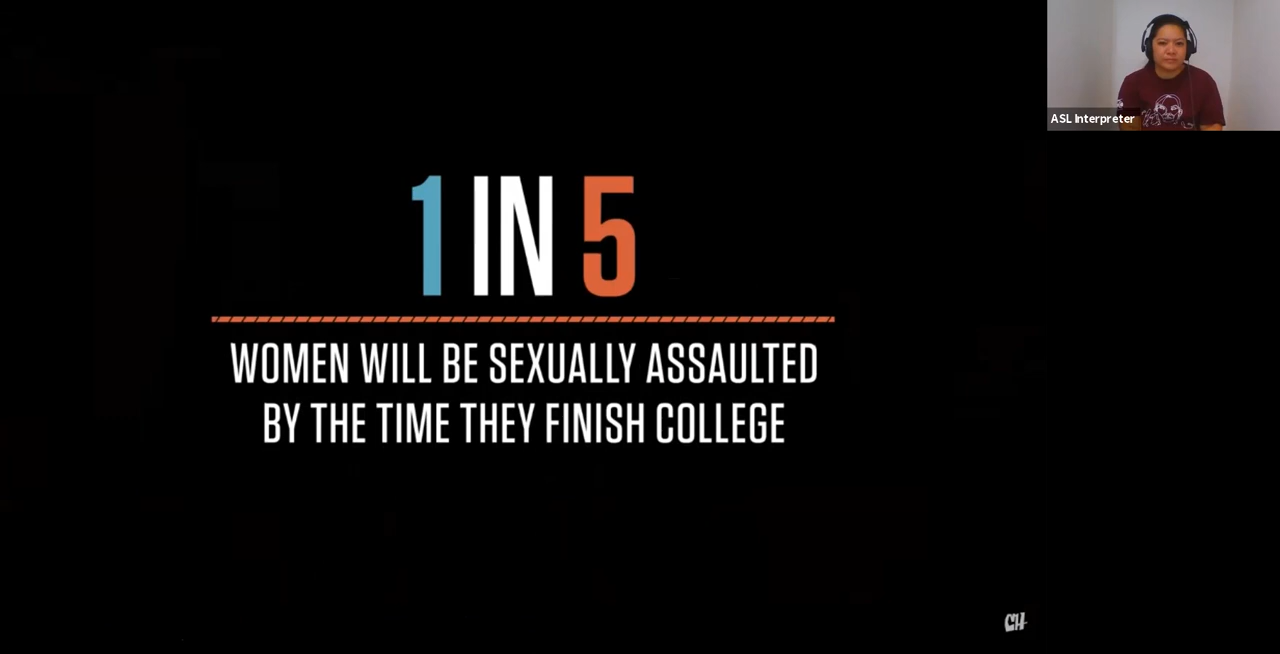 1 IN 5
WOMEN WILL BE SEXUALLY ASSAULTED
BY THE TIME THEY FINISH COLLEGE
ASL Interpreter
CH